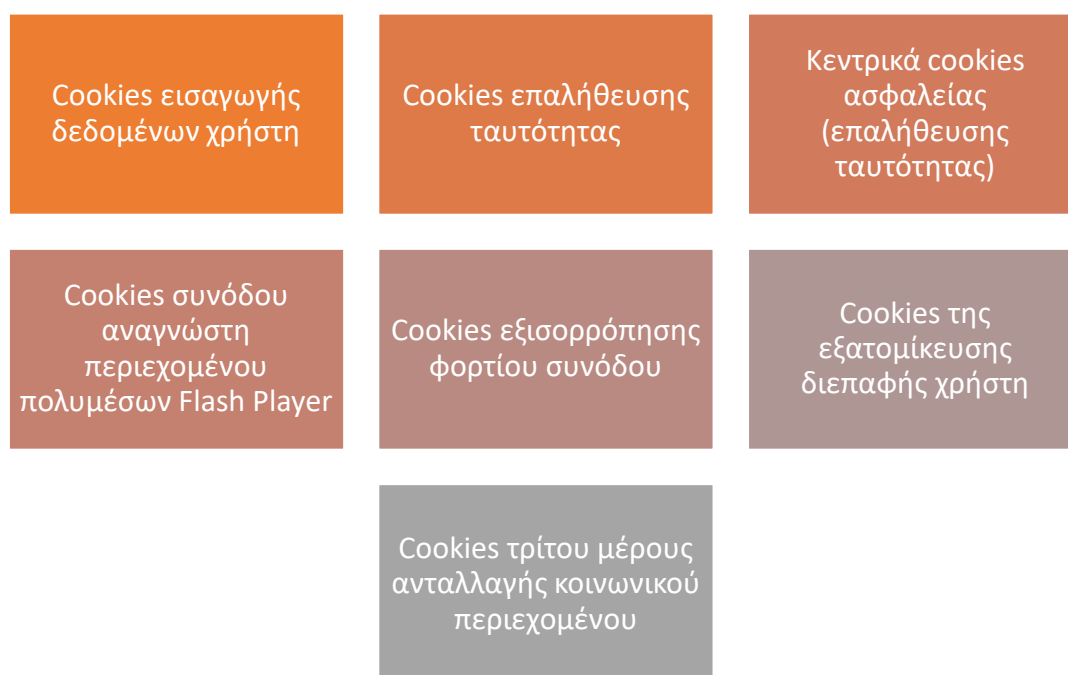 Cookies εισαγωγής
δεδομένων χρήστη
Cookies επαλήθευσης
ταυτότητας
Κεντρικά cookies
ασφαλείας
(επαλήθευσης
ταυτότητας)
Cookies συνόδου
αναγνώστη
περιεχομένου
πολυμέσων Flash Player
Cookies εξισορρόπησης
φορτίου συνόδου
Cookies της
εξατομίκευσης
διεπαφής χρήστη
Cookies τρίτου μέρους
ανταλλαγής κοινωνικού
περιεχομένου